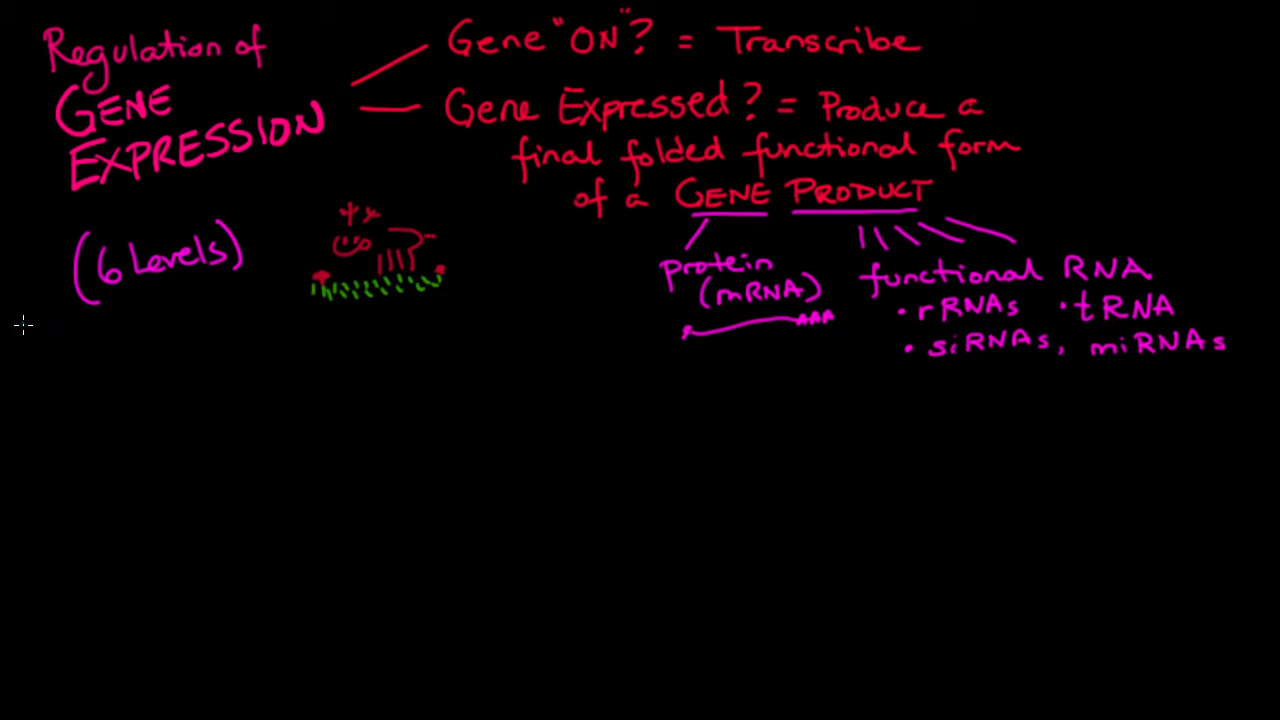 Regulation of
GENE
EXPRESSION
(6 Levels)
Gene "ON"? = Transcribe
Gene Expressed? = Produce a
final folded functional form
of a GENE PRODUCT
protein
(mRNA)
AAA
functional RNA
• rRNAs • tRNA
• siRNAs, miRNAs